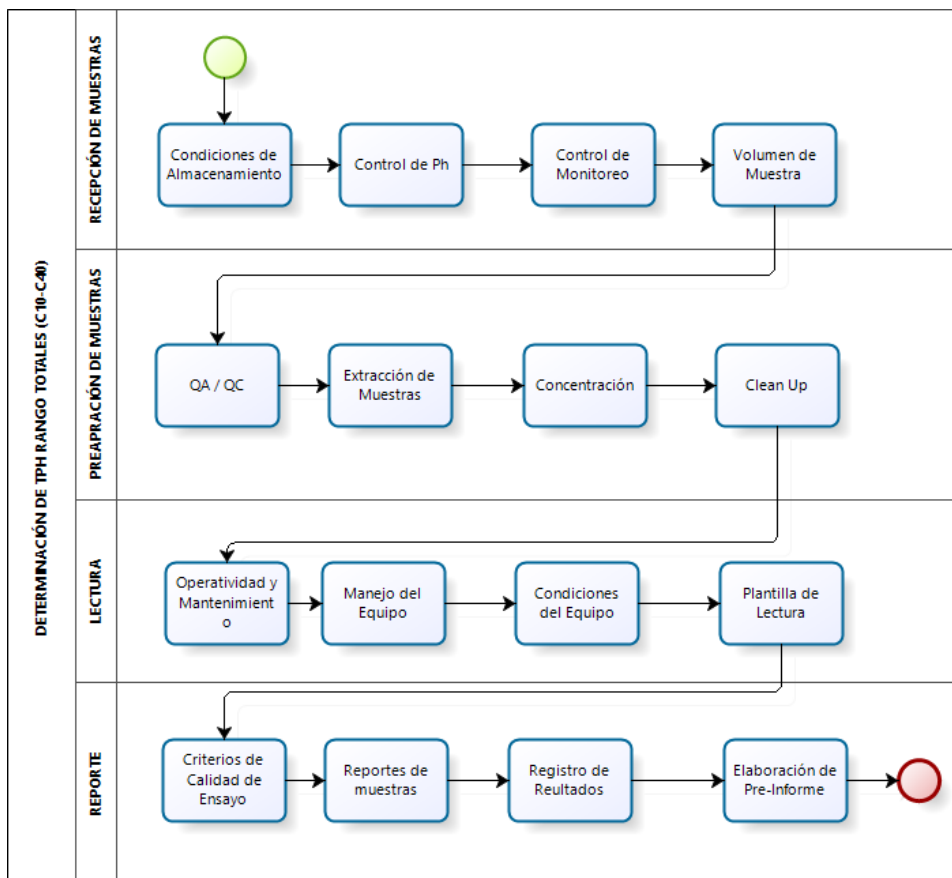 DETERMINACIÓN DE TPH RANGO TOTALES (C10-C40)
RECEPCIÓN DE MUESTRAS
Condiciones de
Almacenamiento
Control de Ph
Control de
Monitoreo
Volumen de
Muestra
PREAPRACIÓN DE MUESTRAS
QA / QC
Extracción de
Muestras
Concentración
Clean Up
LECTURA
Operatividad y
Mantenimient
o
Manejo del
Equipo
Condiciones
del Equipo
Plantilla de
Lectura
REPORTE
Criterios de
Calidad de
Ensayo
Reportes de
muestras
Registro de
Reultados
Elaboración de
Pre-Informe